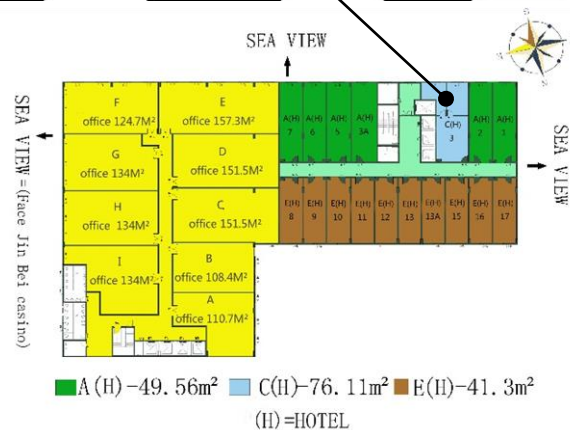 SEA VIEW
SEA VIEW =(Face Jin Bei casino)
SEA VIEW
F
office 124.7M²
E
office 157.3M²
G
office 134M²
D
office 151.5M²
H
office 134M²
C
office 151.5M²
I
office 134M²
B
office 108.4M²
A
office 110.7M²
A(H)
7
A(H)
6
A(H)
5
A(H)
3A
C(H)
3
A(H)
2
A(H)
1
E(H)
8
E(H)
9
E(H)
10
E(H)
11
E(H)
12
E(H)
13
E(H)
13A
E(H)
15
E(H)
16
E(H)
17
A(H)-49.56m² C(H)-76.11m² E(H)-41.3m²
(H)=HOTEL